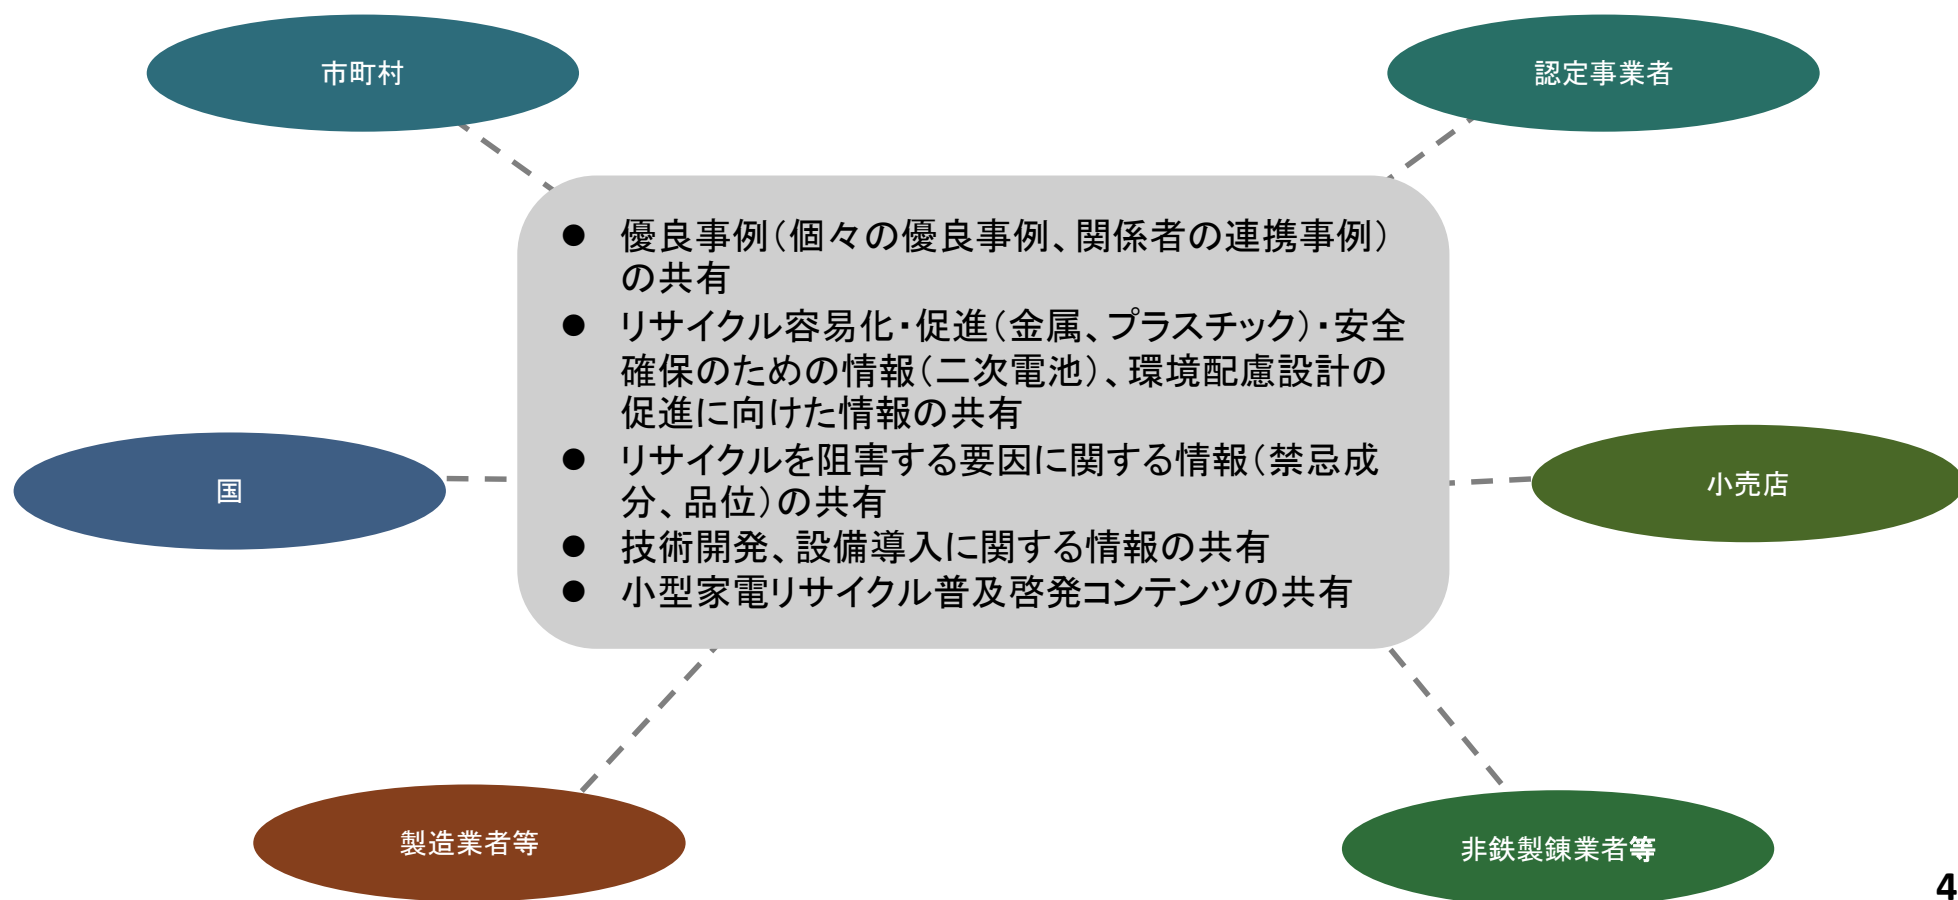 市町村
認定事業者
● 優良事例(個々の優良事例、関係者の連携事例)
の共有
● リサイクル容易化・促進(金属、プラスチック)・安全
確保のための情報(二次電池)、環境配慮設計の
促進に向けた情報の共有
● リサイクルを阻害する要因に関する情報(禁忌成
分、品位)の共有
● 技術開発、設備導入に関する情報の共有
● 小型家電リサイクル普及啓発コンテンツの共有
国
小売店
製造業者等
非鉄製錬業者等
4